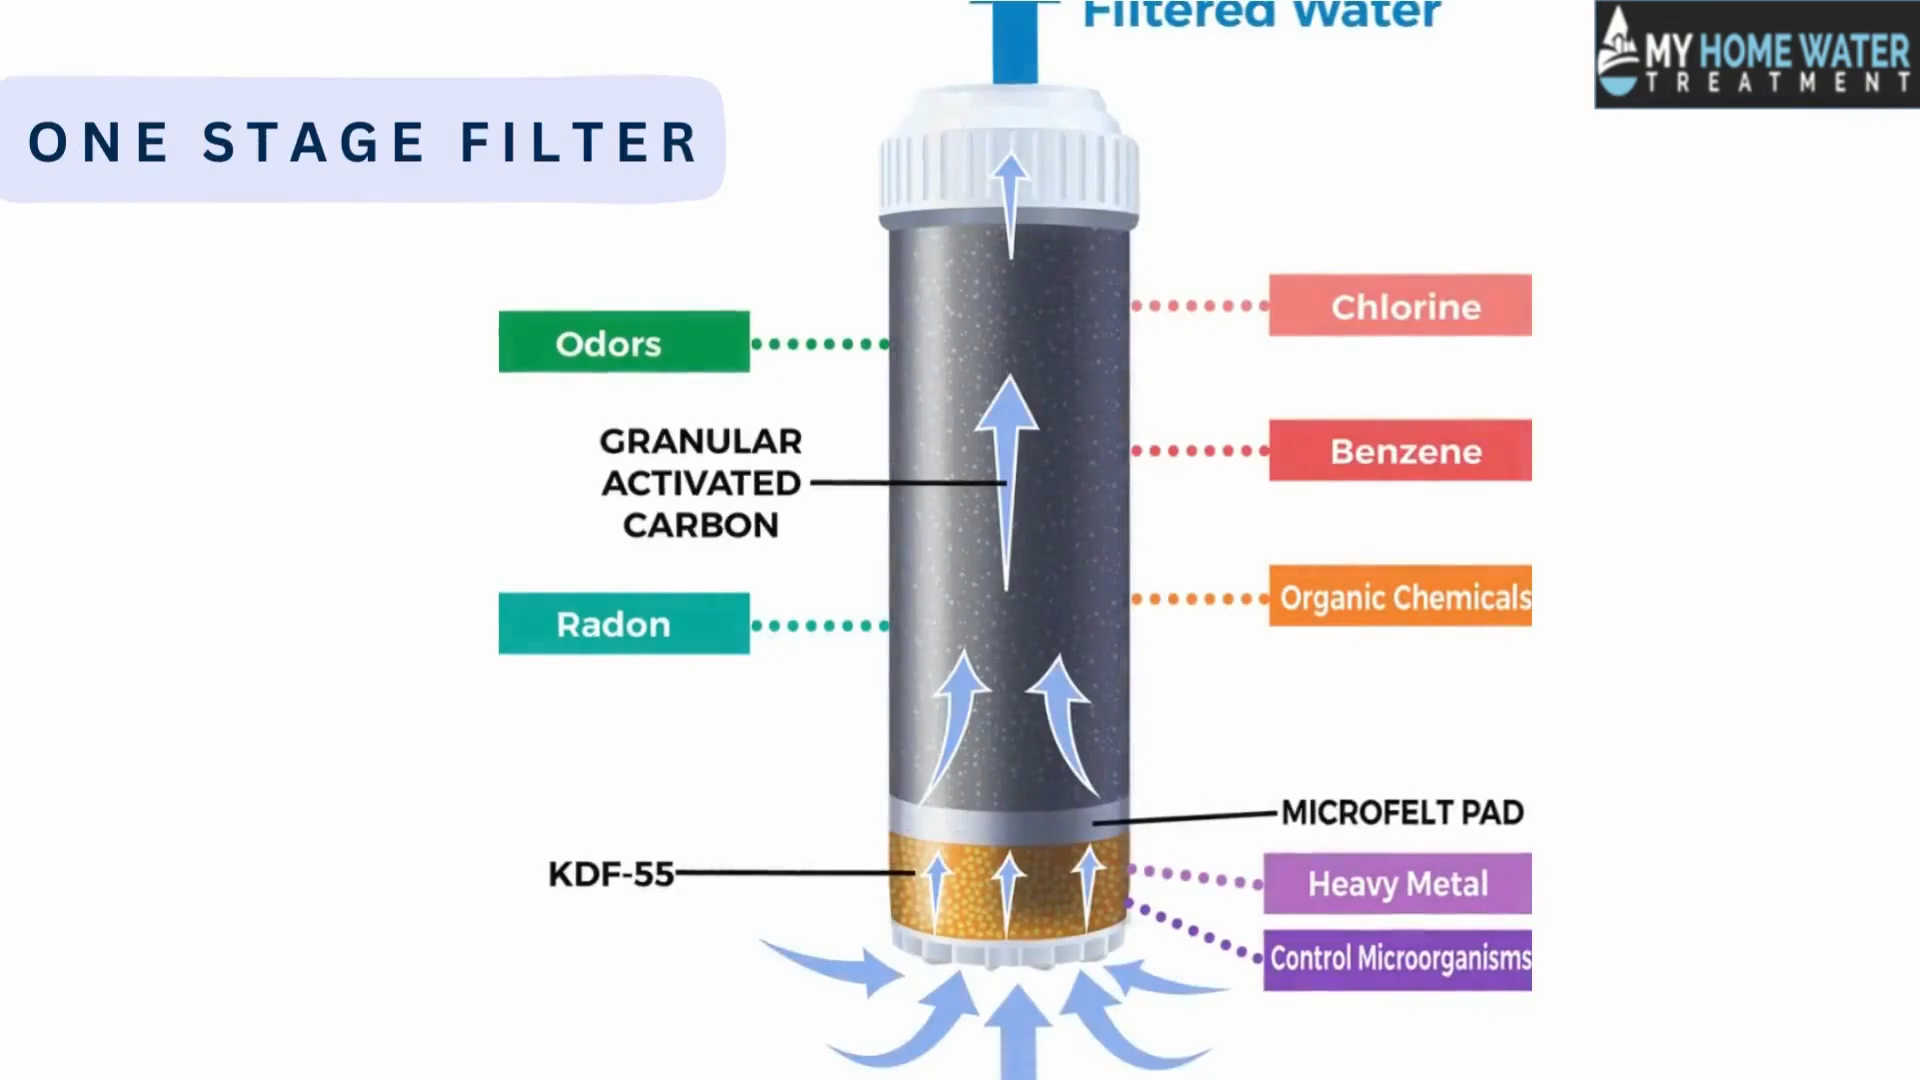 Filtered Water
MY HOME WATER
TREATMENT
ONE STAGE FILTER
Chlorine
Odors
GRANULAR
ACTIVATED
CARBON
Benzene
Organic Chemicals
Radon
MICROFELT PAD
KDF-55
Heavy Metal
Control Microorganisms